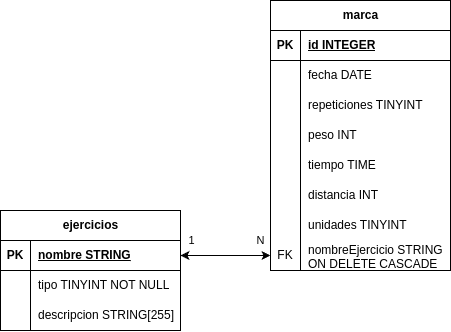 marca
PK id INTEGER
fecha DATE
repeticiones TINYINT
peso INT
tiempo TIME
distancia INT
unidades TINYINT
FK nombreEjercicio STRING
ON DELETE CASCADE
ejercicios
PK nombre STRING
tipo TINYINT NOT NULL
descripcion STRING[255]
1 N